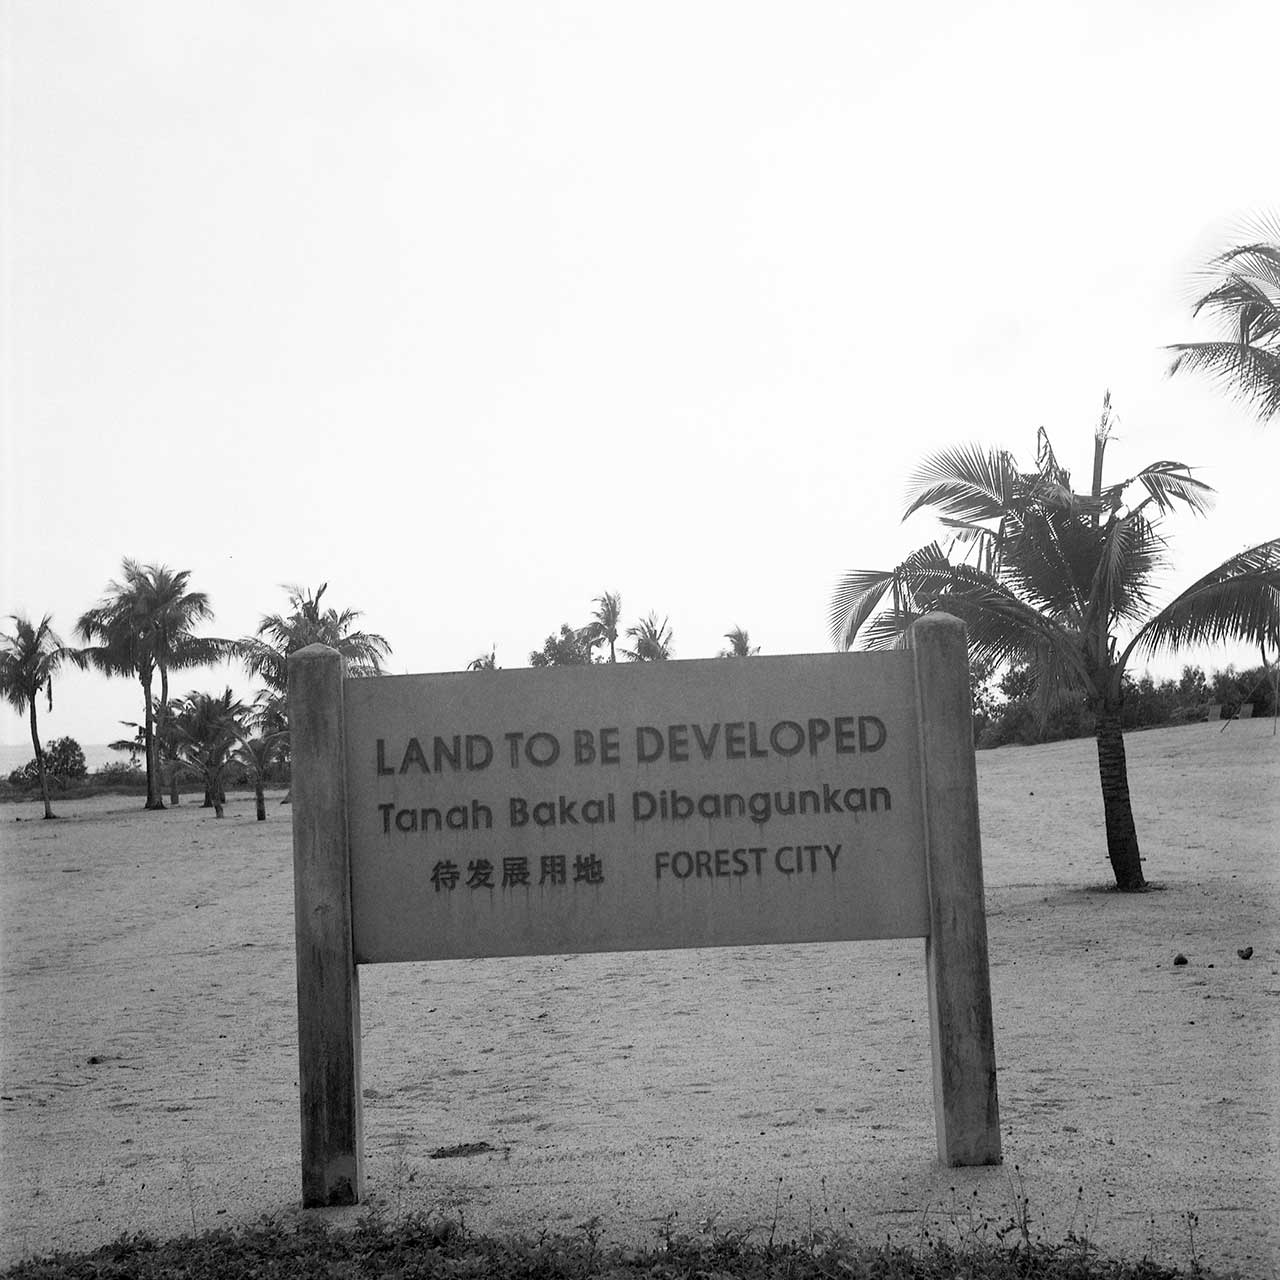 LAND TO BE DEVELOPED
Tanah Bakal Dibangunkan
待发展用地 FOREST CITY